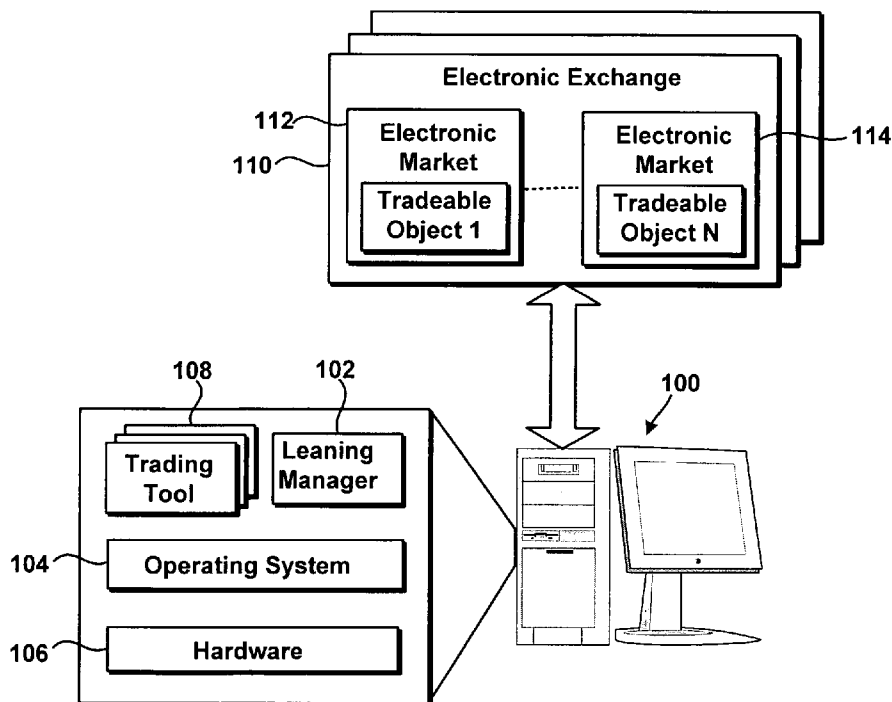 Electronic Exchange
112
110
Electronic
Market
Tradeable
Object 1
Electronic
Market
Tradeable
Object N
114
108
102
100
Trading
Tool
Leaning
Manager
104
Operating System
106
Hardware